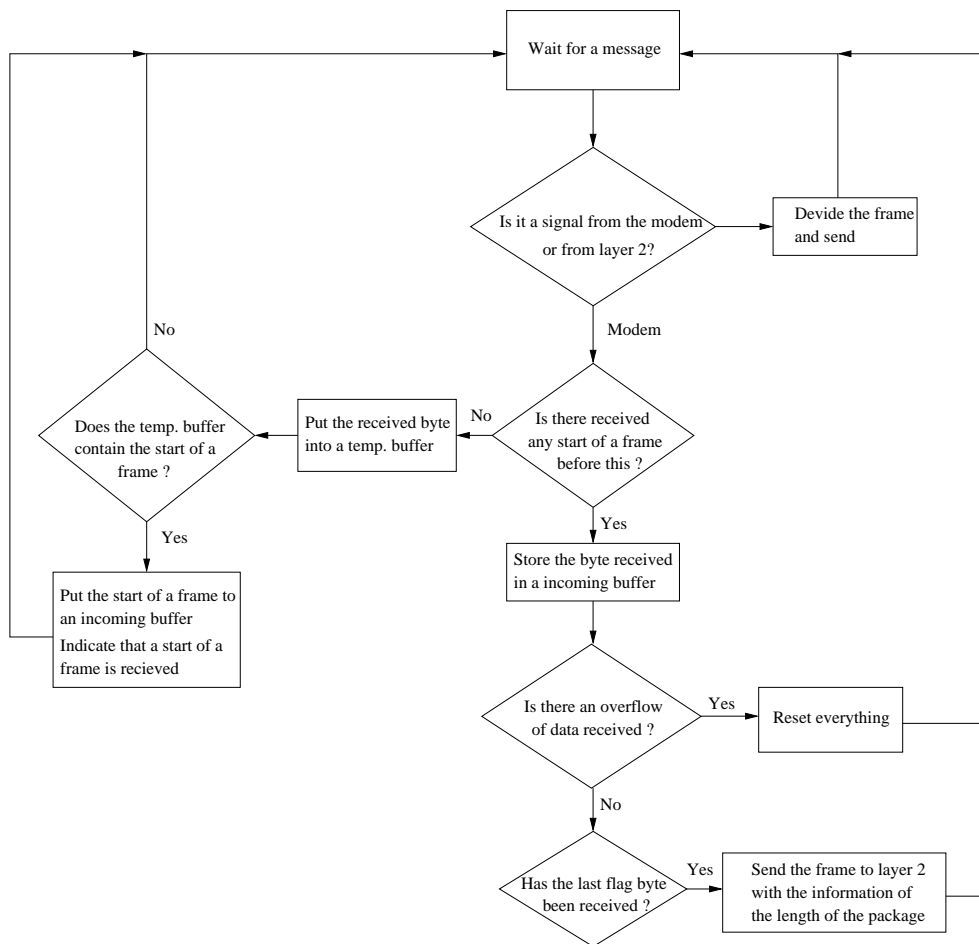 Wait for a message
Is it a signal from the modem
or from layer 2?
Devide the frame
and send
Modem
No
Does the temp. buffer
contain the start of a
frame ?
Put the received byte
into a temp. buffer
No
Is there received
any start of a frame
before this ?
Yes
Yes
Put the start of a frame to
an incoming buffer
Indicate that a start of a
frame is recieved
Store the byte received
in a incoming buffer
Is there an overflow
of data received ?
Yes
Reset everything
No
Has the last flag byte
been received ?
Yes
Send the frame to layer 2
with the information of
the length of the package